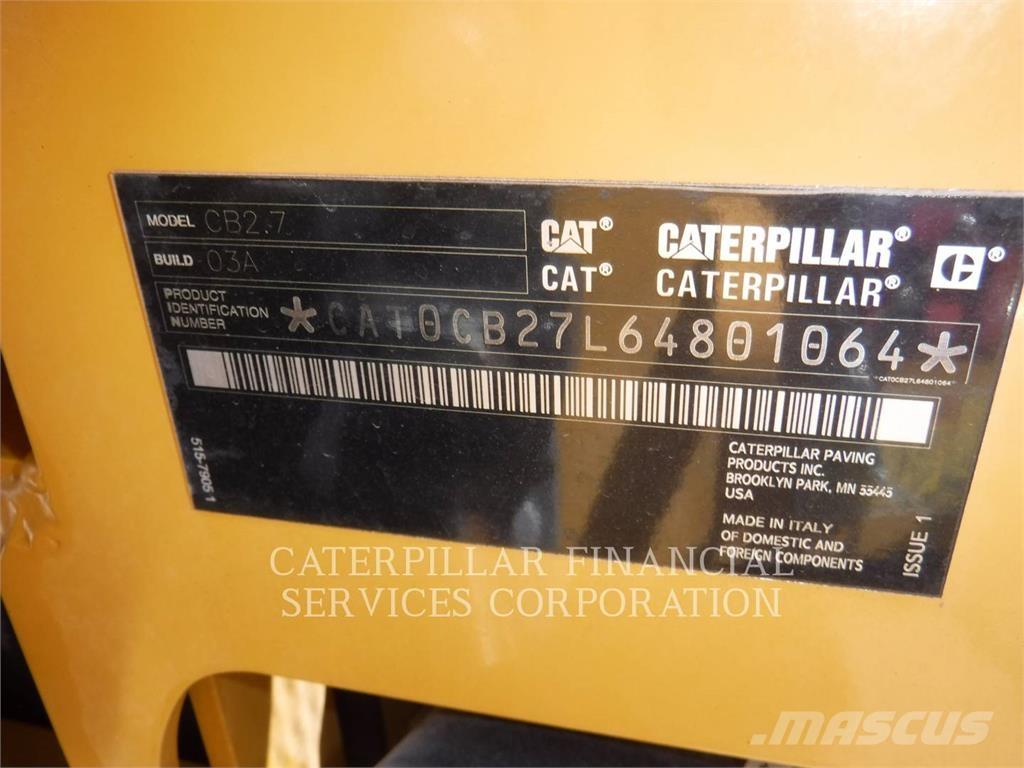 MODEL CB2.7
BUILD 03A
PRODUCT
IDENTIFICATION
NUMBER
*CAT0CB27L64801064*
CAT® CATERPILLAR® ®
CAT® CATERPILLAR®
*CAT0CB27L64801064*
515-7905 1
CATERPILLAR PAVING
PRODUCTS INC.
BROOKLYN PARK, MN 55445
USA
MADE IN ITALY
OF DOMESTIC AND
FOREIGN COMPONENTS
ISSUE 1
CATERPILLAR FINANCIAL
SERVICES CORPORATION
MASCUS